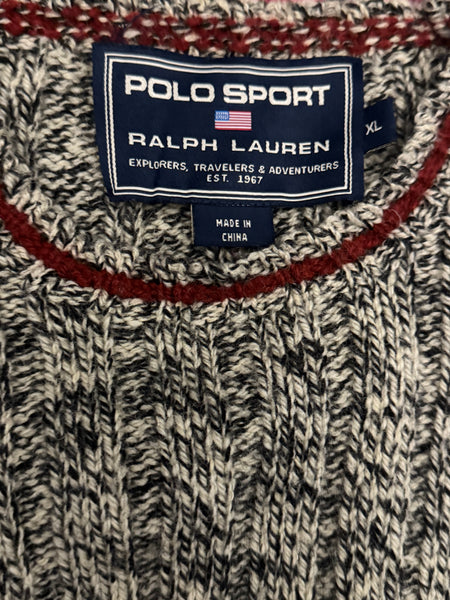 POLO SPORT
RALPH LAUREN
EXPLORERS, TRAVELERS & ADVENTURERS
EST. 1967
XL
MADE IN
CHINA